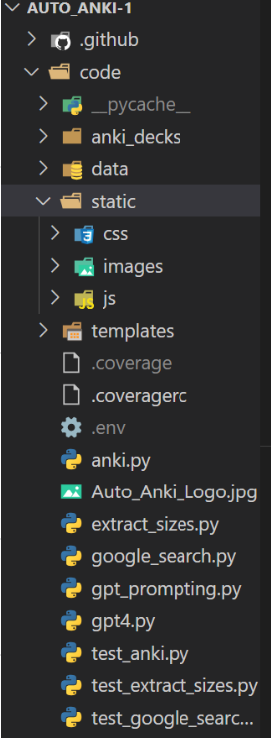 AUTO_ANKI-1
.github
code
__pycache__
anki_decks
data
static
css
images
js
templates
.coverage
.coveragerc
.env
anki.py
Auto_Anki_Logo.jpg
extract_sizes.py
google_search.py
gpt_prompting.py
gpt4.py
test_anki.py
test_extract_sizes.py
test_google_searc...